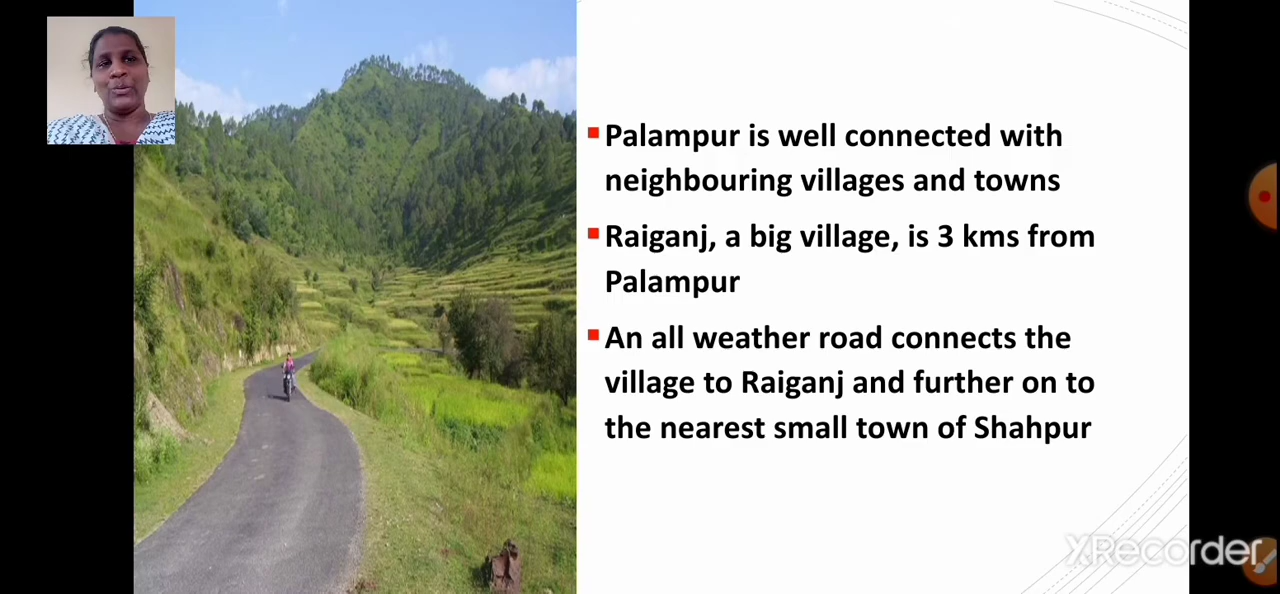 Palampur is well connected with
neighbouring villages and towns
Raiganj, a big village, is 3 kms from
Palampur
An all weather road connects the
village to Raiganj and further on to
the nearest small town of Shahpur
XRecorder